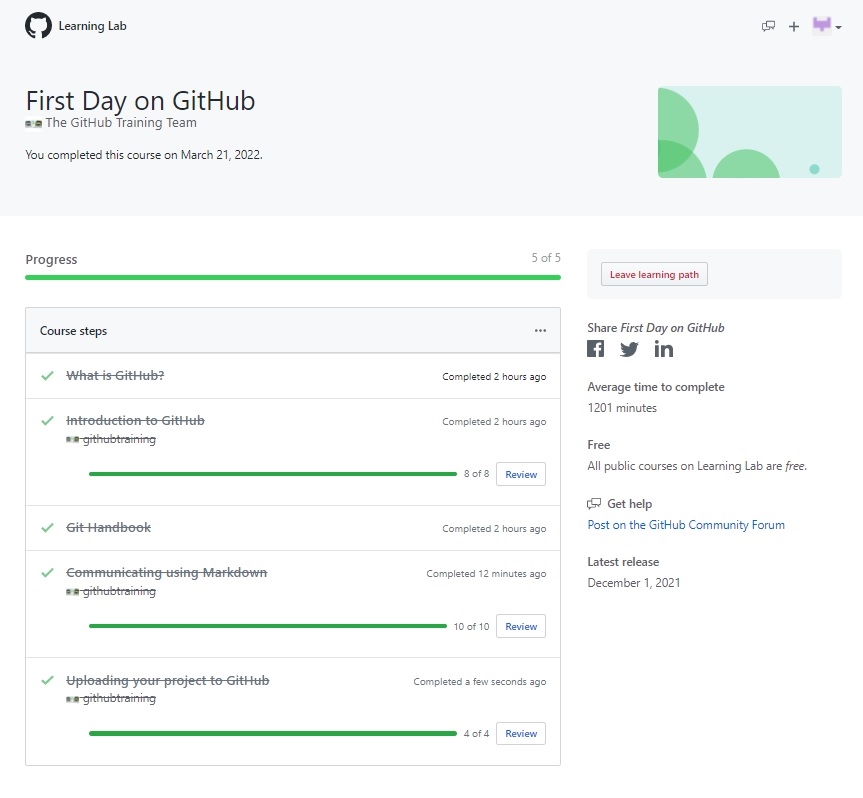 Learning Lab
First Day on GitHub
The GitHub Training Team
You completed this course on March 21, 2022.
Progress
5 of 5
Course steps
What is GitHub?
Completed 2 hours ago
Introduction to GitHub
Completed 2 hours ago
githubtraining
8 of 8
Review
Git Handbook
Completed 2 hours ago
Communicating using Markdown
Completed 12 minutes ago
githubtraining
10 of 10
Review
Uploading your project to GitHub
Completed a few seconds ago
githubtraining
4 of 4
Review
Leave learning path
Share First Day on GitHub
Average time to complete
1201 minutes
Free
All public courses on Learning Lab are free.
Get help
Post on the GitHub Community Forum
Latest release
December 1, 2021